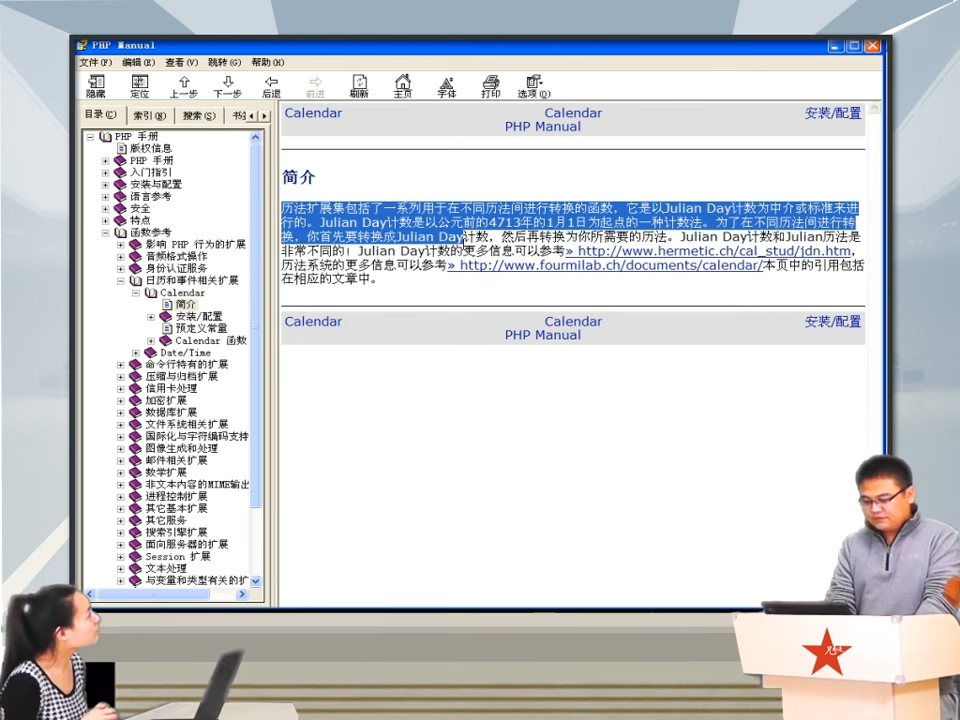 PHP Manual
文件(F) 编辑(E) 查看(V) 跳转(G) 帮助(H)
隐藏 定位 上一步 下一步 后退 前进 刷新 主页 字体 打印 选项(O)
目录(C) 索引(N) 搜索(S) 书签
PHP 手册
版权信息
PHP 手册
入门指引
安装与配置
语言参考
安全
特点
函数参考
影响 PHP 行为的扩展
音频格式操作
身份认证服务
日历和事件相关扩展
Calendar
简介
安装/配置
预定义常量
Calendar 函数
Date/Time
命令行特有的扩展
压缩与归档扩展
信用卡处理
加密扩展
数据库扩展
文件系统相关扩展
国际化与字符编码支持
图像生成和处理
邮件相关扩展
数学扩展
非文本内容的MIME输出
进程控制扩展
其它基本扩展
其它服务
搜索引擎扩展
面向服务器的扩展
Session 扩展
文本处理
与变量和类型有关的扩
Calendar Calendar 安装/配置
PHP Manual
简介
历法扩展集包括了一系列用于在不同历法间进行转换的函数，它是以Julian Day计数为中介或标准来进
行的。Julian Day计数是以公元前的4713年的1月1日为起点的一种计数法。为了在不同历法间进行转
换，你首先要转换成Julian Day计数，然后再转换为你所需要的历法。Julian Day计数和Julian历法是
非常不同的！Julian Day计数的更多信息可以参考» http://www.hermetic.ch/cal_stud/jdn.htm，
历法系统的更多信息可以参考» http://www.fourmilab.ch/documents/calendar/本页中的引用包括
在相应的文章中。
Calendar Calendar 安装/配置
PHP Manual